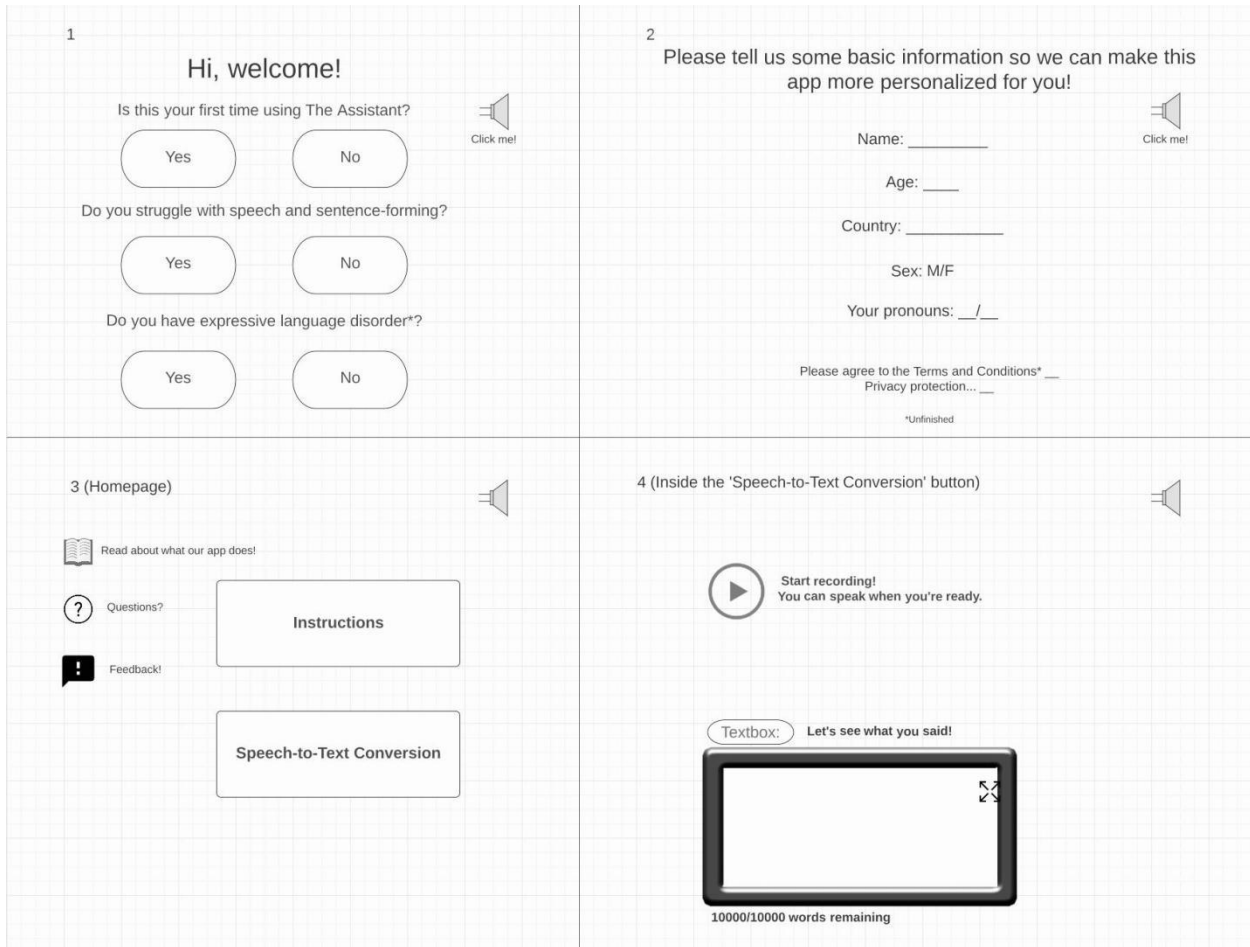 1
Hi, welcome!
Is this your first time using The Assistant?
Click me!
Yes No
Do you struggle with speech and sentence-forming?
Yes No
Do you have expressive language disorder*?
Yes No
2
Please tell us some basic information so we can make this
app more personalized for you!
Click me!
Name: _________
Age: ____
Country: ___________
Sex: M/F
Your pronouns: __/__
Please agree to the Terms and Conditions* __
Privacy protection... __
*Unfinished
3 (Homepage)
Read about what our app does!
? Questions?
! Feedback!
Instructions
Speech-to-Text Conversion
4 (Inside the 'Speech-to-Text Conversion' button)
Start recording!
You can speak when you're ready.
Textbox: Let's see what you said!
10000/10000 words remaining